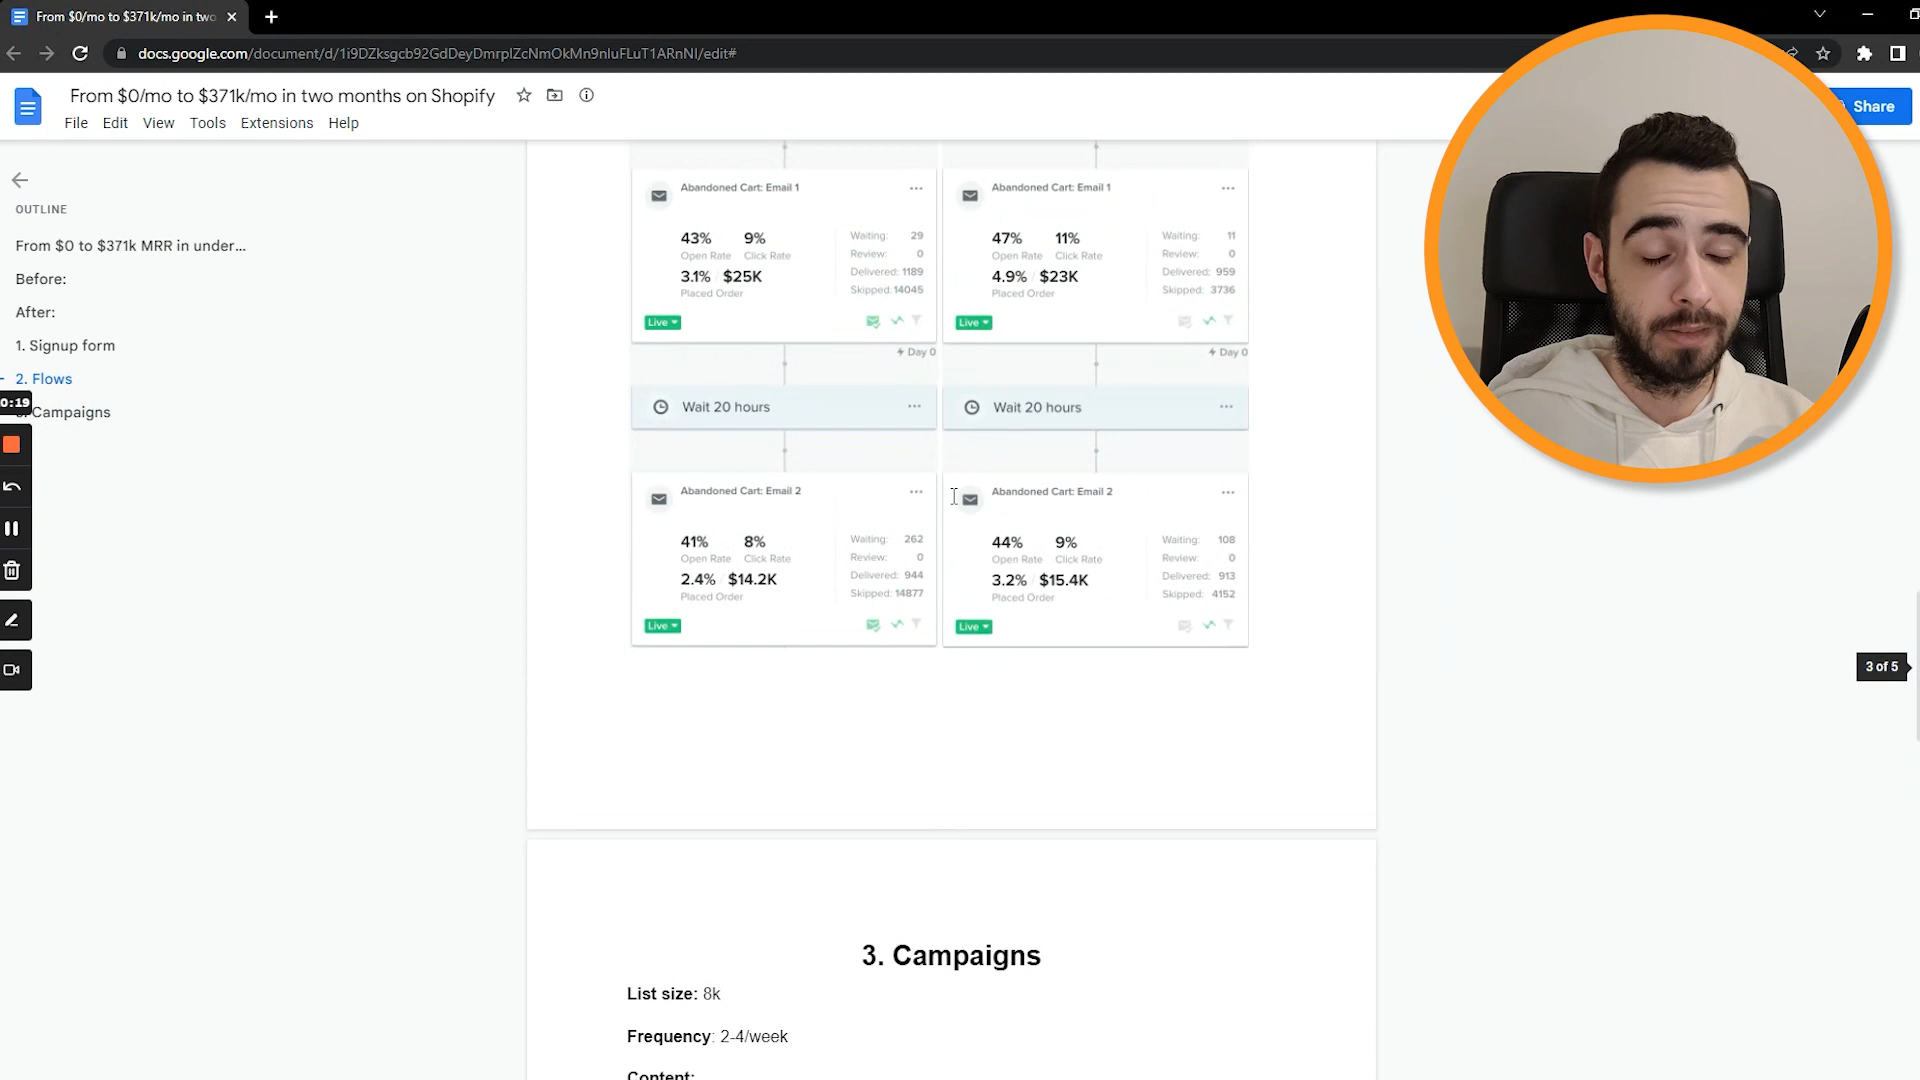 From $0/mo to $371k/mo in two
docs.google.com/document/d/1i9DZksgcb92GdDeyDmrpIZcNmOkMn9nluFLuT1ARnNI/edit#
From $0/mo to $371k/mo in two months on Shopify
File Edit View Tools Extensions Help
Share
OUTLINE
From $0 to $371k MRR in under...
Before:
After:
1. Signup form
2. Flows
Campaigns
0:19
Abandoned Cart: Email 1
43% 9%
Open Rate Click Rate
3.1% / $25K
Placed Order
Waiting: 29
Review: 0
Delivered: 1189
Skipped: 14045
Live
Day 0
Wait 20 hours
Abandoned Cart: Email 2
41% 8%
Open Rate Click Rate
2.4% / $14.2K
Placed Order
Waiting: 262
Review: 0
Delivered: 944
Skipped: 14877
Live
Abandoned Cart: Email 1
47% 11%
Open Rate Click Rate
4.9% / $23K
Placed Order
Waiting: 11
Review: 0
Delivered: 959
Skipped: 3736
Live
Day 0
Wait 20 hours
Abandoned Cart: Email 2
44% 9%
Open Rate Click Rate
3.2% / $15.4K
Placed Order
Waiting: 108
Review: 0
Delivered: 913
Skipped: 4152
Live
3 of 5
3. Campaigns
List size: 8k
Frequency: 2-4/week
Content: